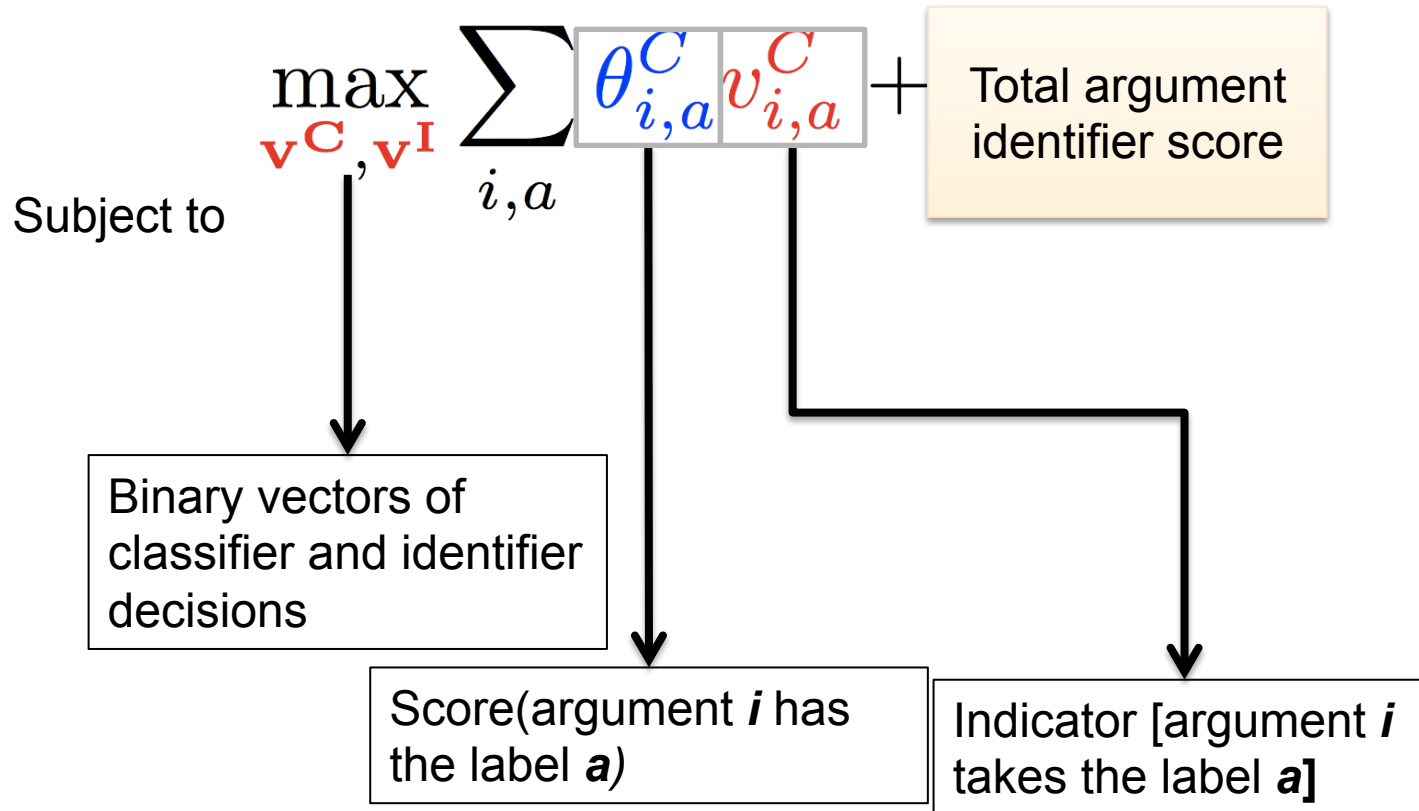 max ∑ θ^C_{i,a} v^C_{i,a} +
v^C, v^I
i,a
Total argument
identifier score
Subject to
Binary vectors of
classifier and identifier
decisions
Score(argument i has
the label a)
Indicator [argument i
takes the label a]